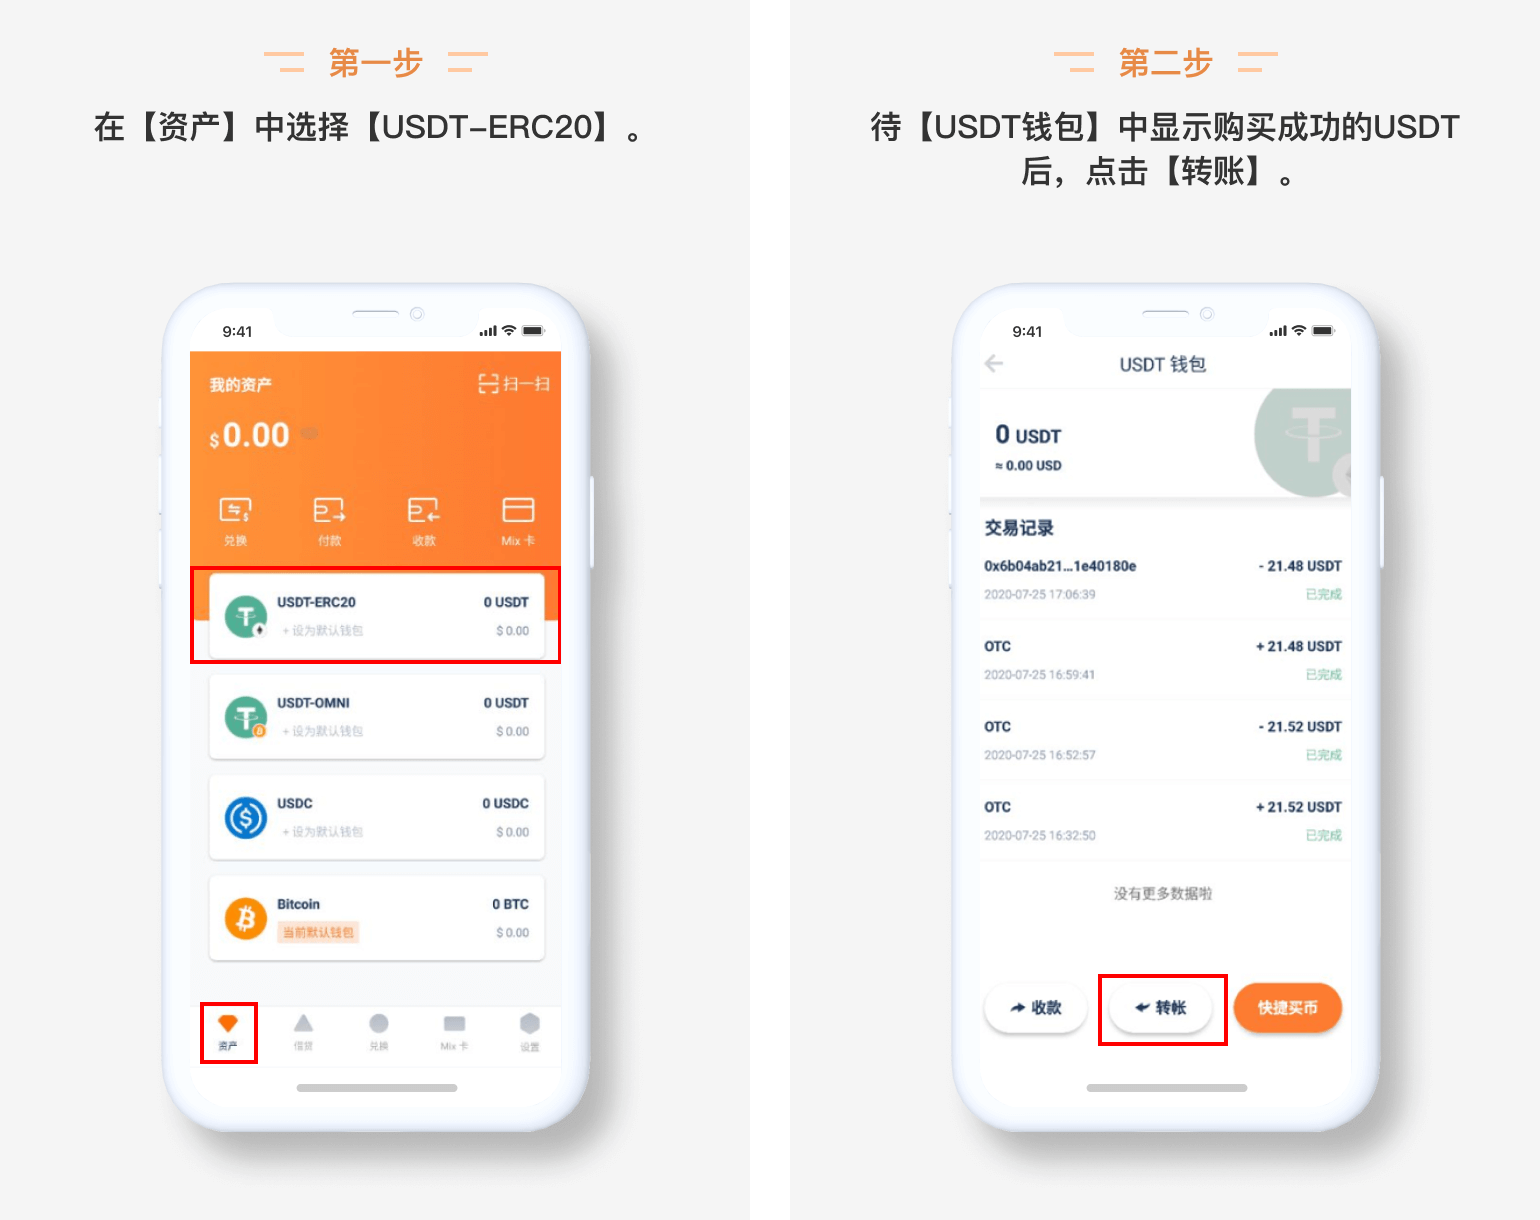 第一步
在【资产】中选择【USDT-ERC20】。
9:41
我的资产
扫一扫
$0.00
兑换
付款
收款
Mix 卡
USDT-ERC20
0 USDT
+ 设为默认钱包
$ 0.00
USDT-OMNI
0 USDT
+ 设为默认钱包
$ 0.00
USDC
0 USDC
+ 设为默认钱包
$ 0.00
Bitcoin
0 BTC
当前默认钱包
$ 0.00
资产
借贷
兑换
Mix 卡
设置
第二步
待【USDT钱包】中显示购买成功的USDT
后，点击【转账】。
9:41
USDT 钱包
0 USDT
≈ 0.00 USD
交易记录
0x6b04ab21...1e40180e
- 21.48 USDT
2020-07-25 17:06:39
已完成
OTC
+ 21.48 USDT
2020-07-25 16:59:41
已完成
OTC
- 21.52 USDT
2020-07-25 16:52:57
已完成
OTC
+ 21.52 USDT
2020-07-25 16:32:50
已完成
没有更多数据啦
收款
转帐
快捷买币